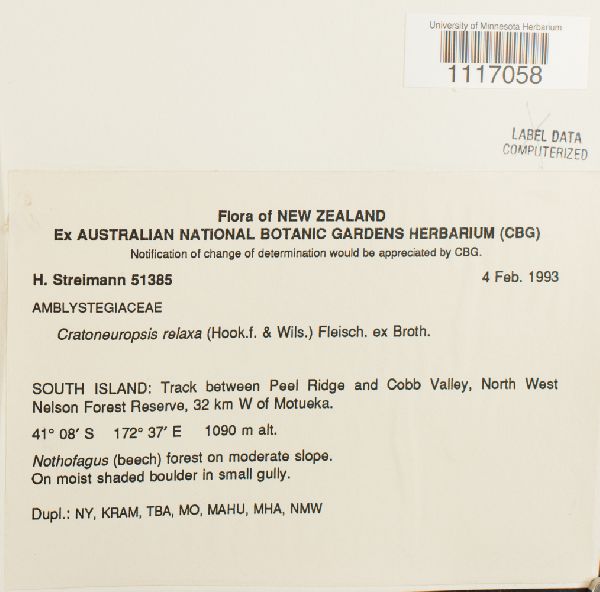 University of Minnesota Herbarium
1117058
LABEL DATA
COMPUTERIZED
Flora of NEW ZEALAND
Ex AUSTRALIAN NATIONAL BOTANIC GARDENS HERBARIUM (CBG)
Notification of change of determination would be appreciated by CBG.
H. Streimann 51385 4 Feb. 1993
AMBLYSTEGIACEAE
Cratoneuropsis relaxa (Hook.f. & Wils.) Fleisch. ex Broth.
SOUTH ISLAND: Track between Peel Ridge and Cobb Valley, North West
Nelson Forest Reserve, 32 km W of Motueka.
41° 08′ S 172° 37′ E 1090 m alt.
Nothofagus (beech) forest on moderate slope.
On moist shaded boulder in small gully.
Dupl.: NY, KRAM, TBA, MO, MAHU, MHA, NMW